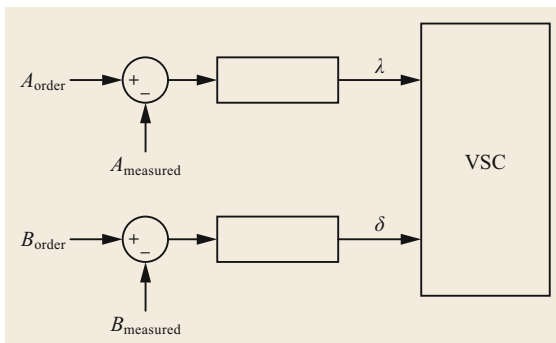 A_order
+
−
λ
A_measured
VSC
B_order
+
−
δ
B_measured